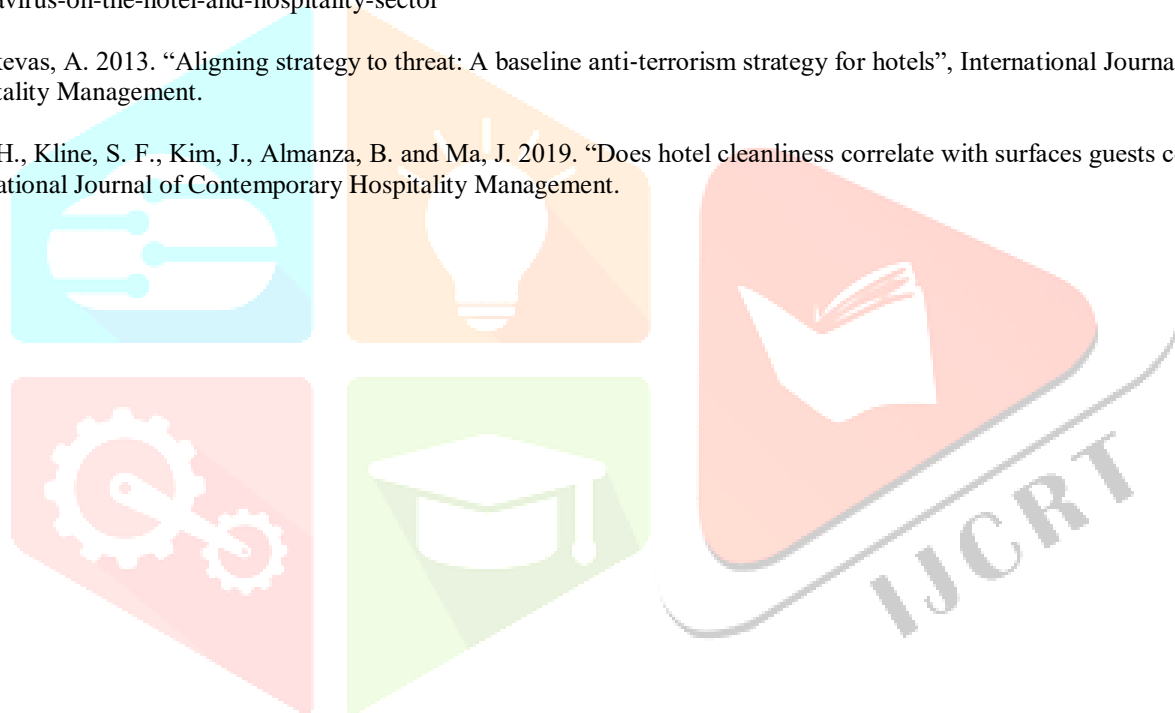 avirus-on-the-hotel-and-hospitality-sector
kevas, A. 2013. “Aligning strategy to threat: A baseline anti-terrorism strategy for hotels”, International Journa
tality Management.
H., Kline, S. F., Kim, J., Almanza, B. and Ma, J. 2019. “Does hotel cleanliness correlate with surfaces guests c
ational Journal of Contemporary Hospitality Management.
IJCRT